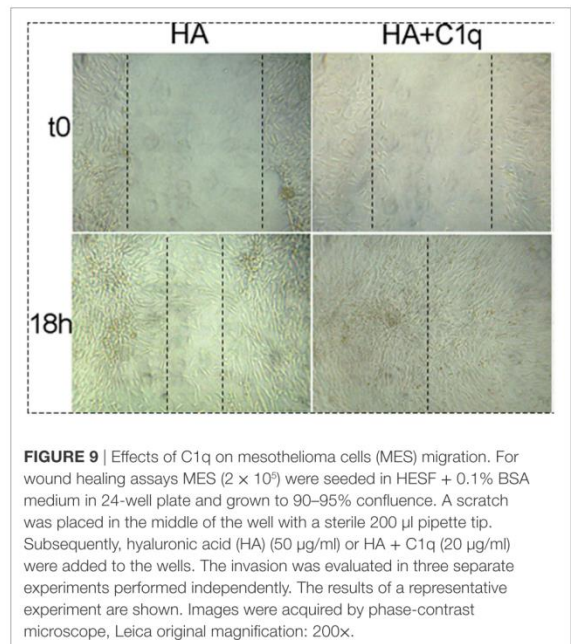 HA HA+C1q
t0
18h
FIGURE 9 | Effects of C1q on mesothelioma cells (MES) migration. For
wound healing assays MES (2 × 10⁵) were seeded in HESF + 0.1% BSA
medium in 24-well plate and grown to 90–95% confluence. A scratch
was placed in the middle of the well with a sterile 200 µl pipette tip.
Subsequently, hyaluronic acid (HA) (50 µg/ml) or HA + C1q (20 µg/ml)
were added to the wells. The invasion was evaluated in three separate
experiments performed independently. The results of a representative
experiment are shown. Images were acquired by phase-contrast
microscope, Leica original magnification: 200×.